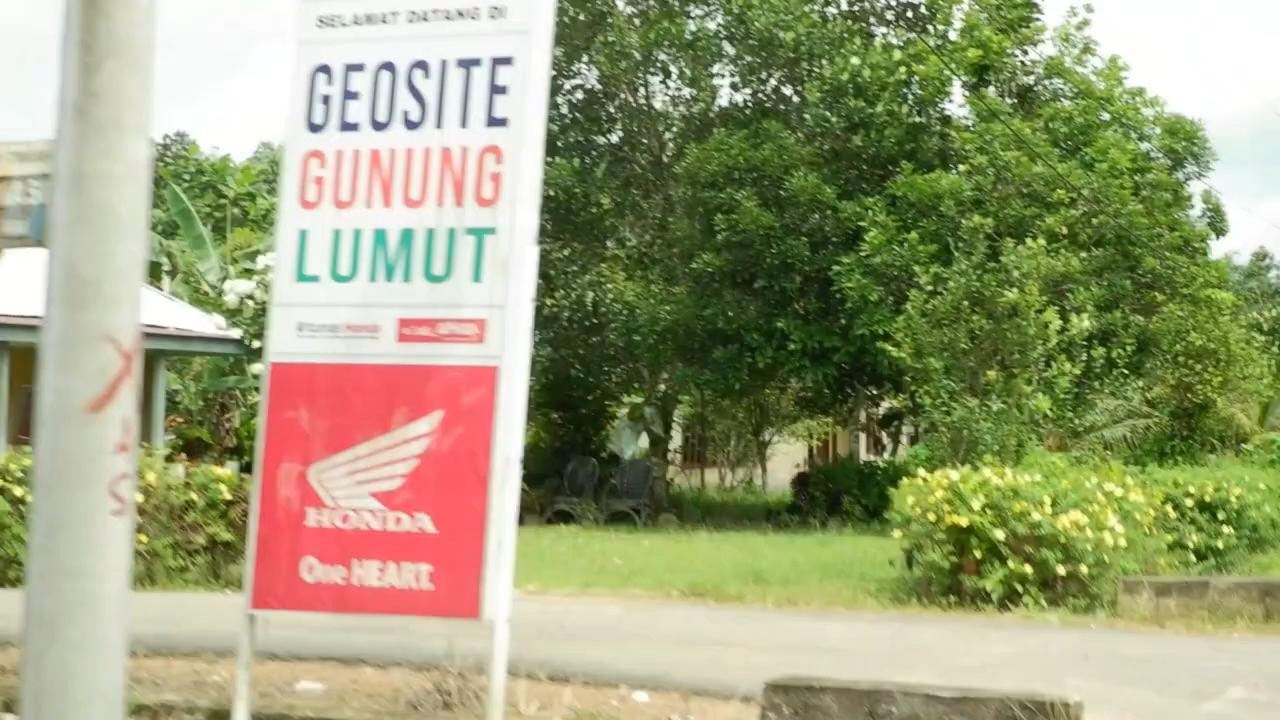 SELAMAT DATANG DI
GEOSITE
GUNUNG
LUMUT
HONDA
One HEART.